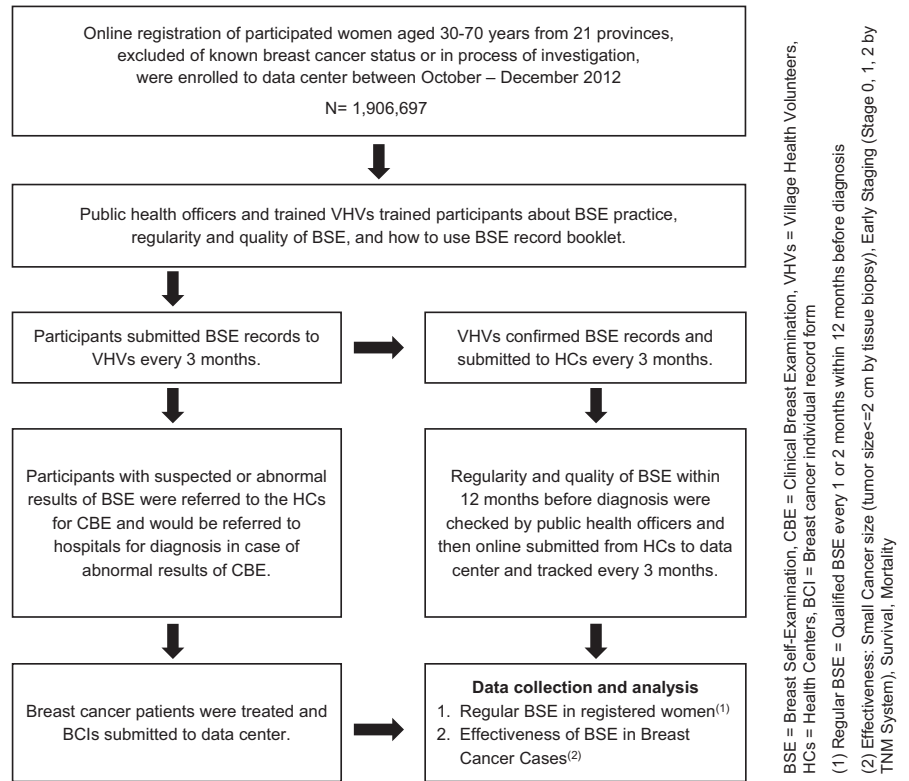 Online registration of participated women aged 30-70 years from 21 provinces,
excluded of known breast cancer status or in process of investigation,
were enrolled to data center between October – December 2012
N= 1,906,697
Public health officers and trained VHVs trained participants about BSE practice,
regularity and quality of BSE, and how to use BSE record booklet.
Participants submitted BSE records to
VHVs every 3 months.
VHVs confirmed BSE records and
submitted to HCs every 3 months.
Participants with suspected or abnormal
results of BSE were referred to the HCs
for CBE and would be referred to
hospitals for diagnosis in case of
abnormal results of CBE.
Regularity and quality of BSE within
12 months before diagnosis were
checked by public health officers and
then online submitted from HCs to data
center and tracked every 3 months.
Breast cancer patients were treated and
BCIs submitted to data center.
Data collection and analysis
1. Regular BSE in registered women(1)
2. Effectiveness of BSE in Breast
Cancer Cases(2)
BSE = Breast Self-Examination, CBE = Clinical Breast Examination, VHVs = Village Health Volunteers,
HCs = Health Centers, BCI = Breast cancer individual record form
(1) Regular BSE = Qualified BSE every 1 or 2 months within 12 months before diagnosis
(2) Effectiveness: Small Cancer size (tumor size<=2 cm by tissue biopsy), Early Staging (Stage 0, 1, 2 by
TNM System), Survival, Mortality